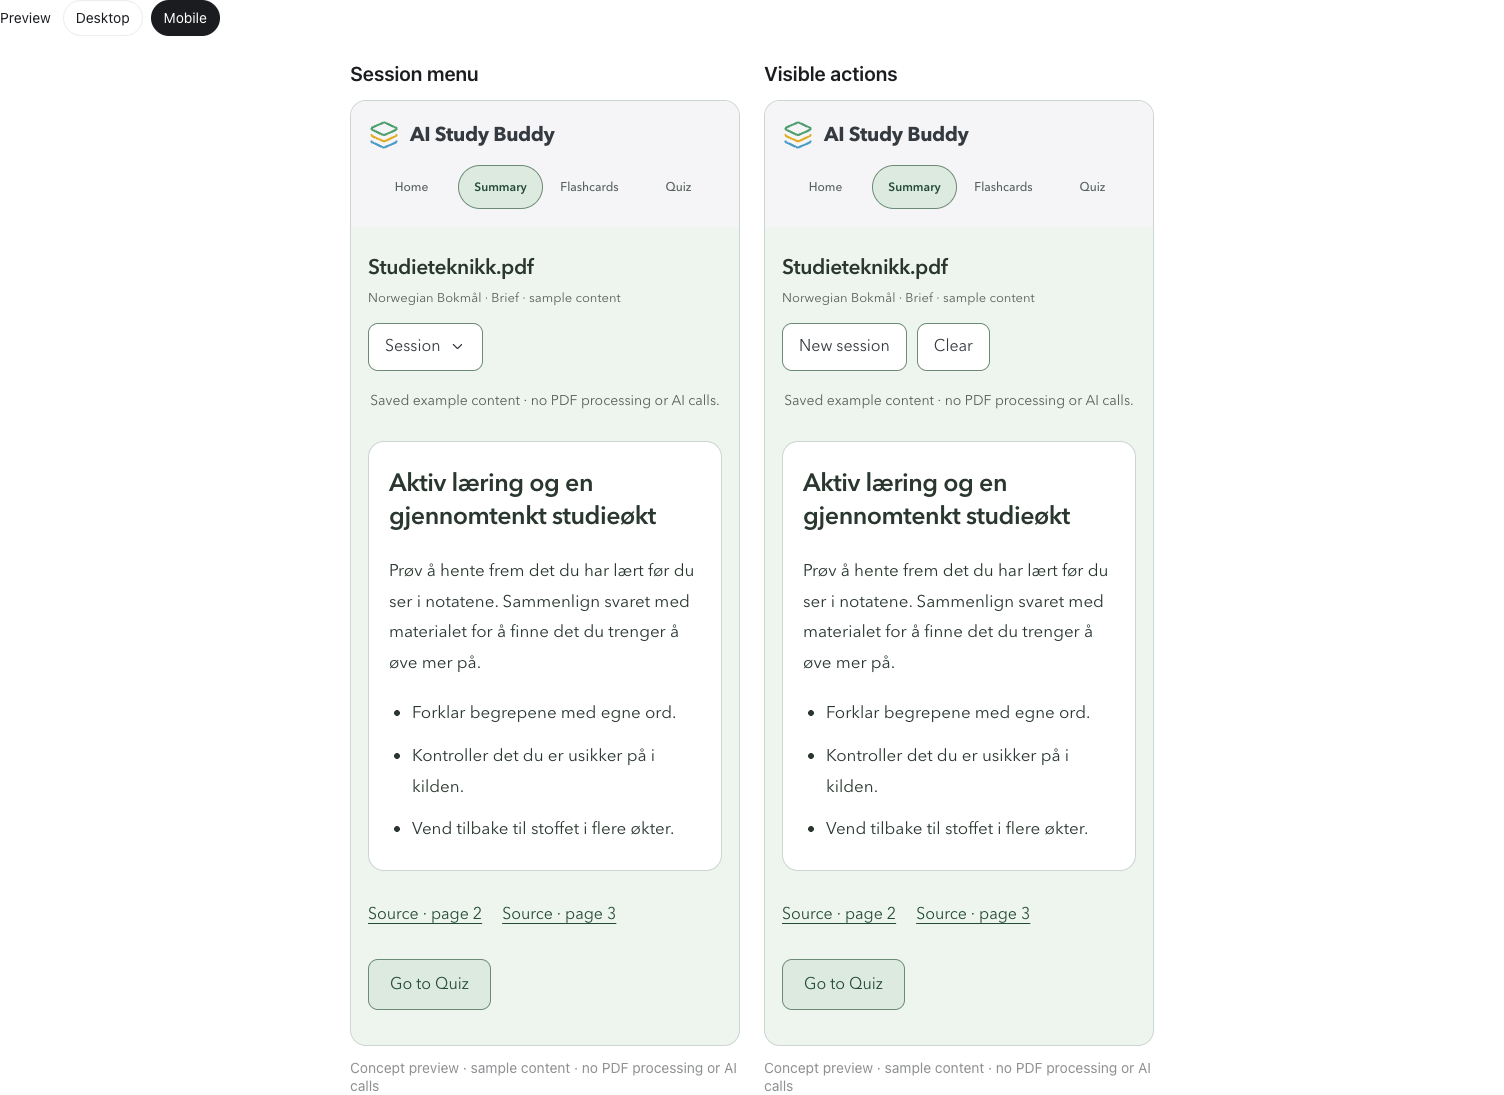 Preview Desktop Mobile
Session menu
AI Study Buddy
Home Summary Flashcards Quiz
Studieteknikk.pdf
Norwegian Bokmål · Brief · sample content
Session
Saved example content · no PDF processing or AI calls.
Aktiv læring og en
gjennomtenkt studieøkt
Prøv å hente frem det du har lært før du
ser i notatene. Sammenlign svaret med
materialet for å finne det du trenger å
øve mer på.
• Forklar begrepene med egne ord.
• Kontroller det du er usikker på i
kilden.
• Vend tilbake til stoffet i flere økter.
Source · page 2 Source · page 3
Go to Quiz
Concept preview · sample content · no PDF processing or AI
calls
Visible actions
AI Study Buddy
Home Summary Flashcards Quiz
Studieteknikk.pdf
Norwegian Bokmål · Brief · sample content
New session Clear
Saved example content · no PDF processing or AI calls.
Aktiv læring og en
gjennomtenkt studieøkt
Prøv å hente frem det du har lært før du
ser i notatene. Sammenlign svaret med
materialet for å finne det du trenger å
øve mer på.
• Forklar begrepene med egne ord.
• Kontroller det du er usikker på i
kilden.
• Vend tilbake til stoffet i flere økter.
Source · page 2 Source · page 3
Go to Quiz
Concept preview · sample content · no PDF processing or AI
calls